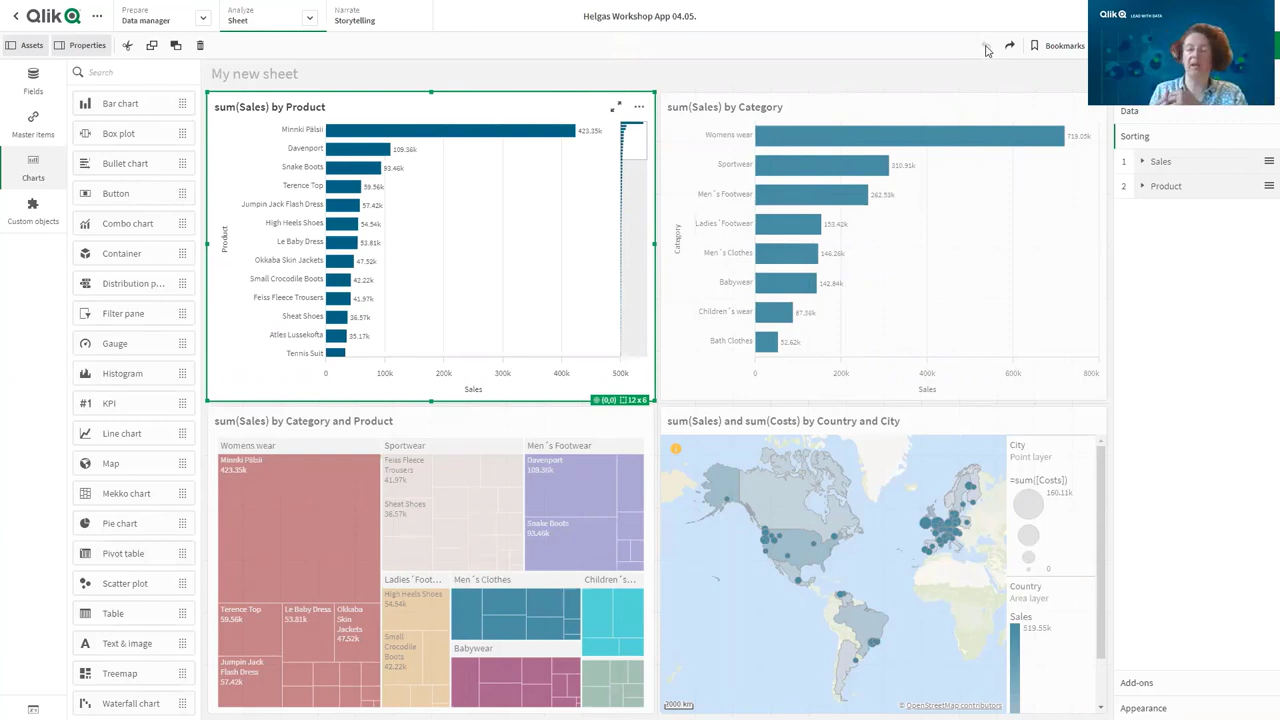 Qlik
Prepare
Data manager
Analyze
Sheet
Narrate
Storytelling
Helgas Workshop App 04.05.
Qlik LEAD WITH DATA
Assets
Properties
Bookmarks
Fields
Master items
Charts
Custom objects
Search
Bar chart
Box plot
Bullet chart
Button
Combo chart
Container
Distribution p...
Filter pane
Gauge
Histogram
#1 KPI
Line chart
Map
Mekko chart
Pie chart
Pivot table
Scatter plot
Table
Text & image
Treemap
Waterfall chart
My new sheet
sum(Sales) by Product
Product
Minnki Pälsii 423.35k
Davenport 109.36k
Snake Boots 93.46k
Terence Top 59.56k
Jumpin Jack Flash Dress 57.42k
High Heels Shoes 54.54k
Le Baby Dress 53.81k
Okkaba Skin Jackets 47.52k
Small Crocodile Boots 42.22k
Feiss Fleece Trousers 41.97k
Sheat Shoes 36.57k
Atles Lussekofta 35.17k
Tennis Suit
0 100k 200k 300k 400k 500k
Sales
(0,0) 12 x 6
sum(Sales) by Category
Category
Womens wear 719.05k
Sportwear 310.91k
Men´s Footwear 262.53k
Ladies´Footwear 153.42k
Men´s Clothes 146.26k
Babywear 142.84k
Children´s wear 87.36k
Bath Clothes 52.62k
0 200k 400k 600k 800k
Sales
sum(Sales) by Category and Product
Womens wear
Minnki Pälsii
423.35k
Terence Top
59.56k
Jumpin Jack
Flash Dress
57.42k
Le Baby Dress
53.81k
Okkaba
Skin
Jackets
47.52k
Sportwear
Feiss Fleece
Trousers
41.97k
Sheat Shoes
36.57k
Men´s Footwear
Davenport
109.36k
Snake Boots
93.46k
Ladies´Foot...
High Heels Shoes
54.54k
Small
Crocodile
Boots
42.22k
Men´s Clothes
Babywear
Children´s...
sum(Sales) and sum(Costs) by Country and City
2000 km
© OpenStreetMap contributors
City
Point layer
=sum([Costs])
160.11k
0
Country
Area layer
Sales
519.55k
Data
Sorting
1 Sales
2 Product
Add-ons
Appearance